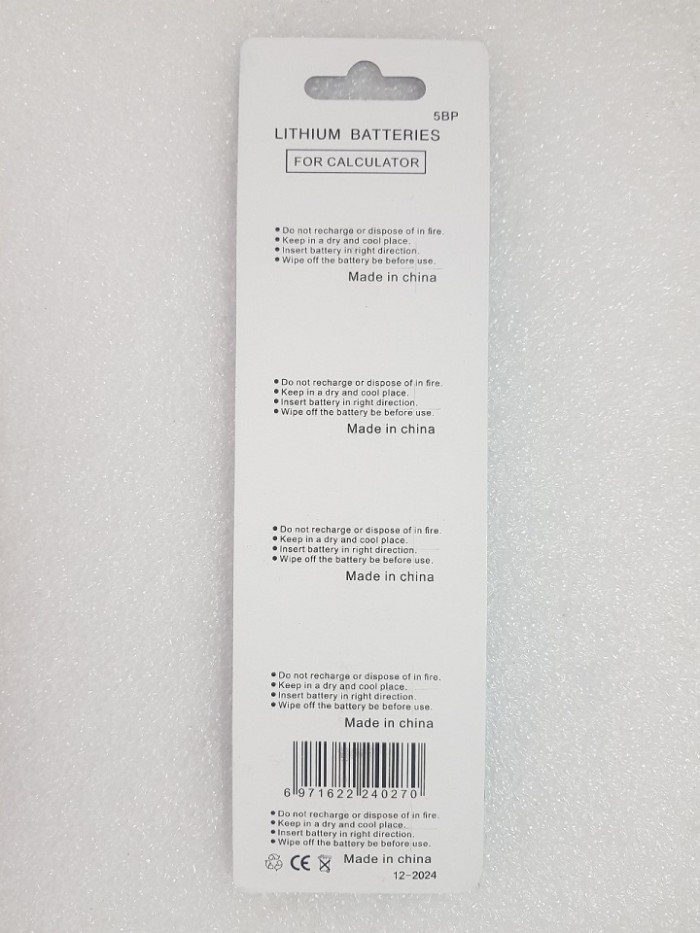 5BP
LITHIUM BATTERIES
FOR CALCULATOR
• Do not recharge or dispose of in fire.
• Keep in a dry and cool place.
• Insert battery in right direction.
• Wipe off the battery be before use.
Made in china
• Do not recharge or dispose of in fire.
• Keep in a dry and cool place.
• Insert battery in right direction.
• Wipe off the battery be before use.
Made in china
• Do not recharge or dispose of in fire.
• Keep in a dry and cool place.
• Insert battery in right direction.
• Wipe off the battery be before use.
Made in china
• Do not recharge or dispose of in fire.
• Keep in a dry and cool place.
• Insert battery in right direction.
• Wipe off the battery be before use.
Made in china
6 971622 240270
• Do not recharge or dispose of in fire.
• Keep in a dry and cool place.
• Insert battery in right direction.
• Wipe off the battery be before use.
CE Made in china
12-2024